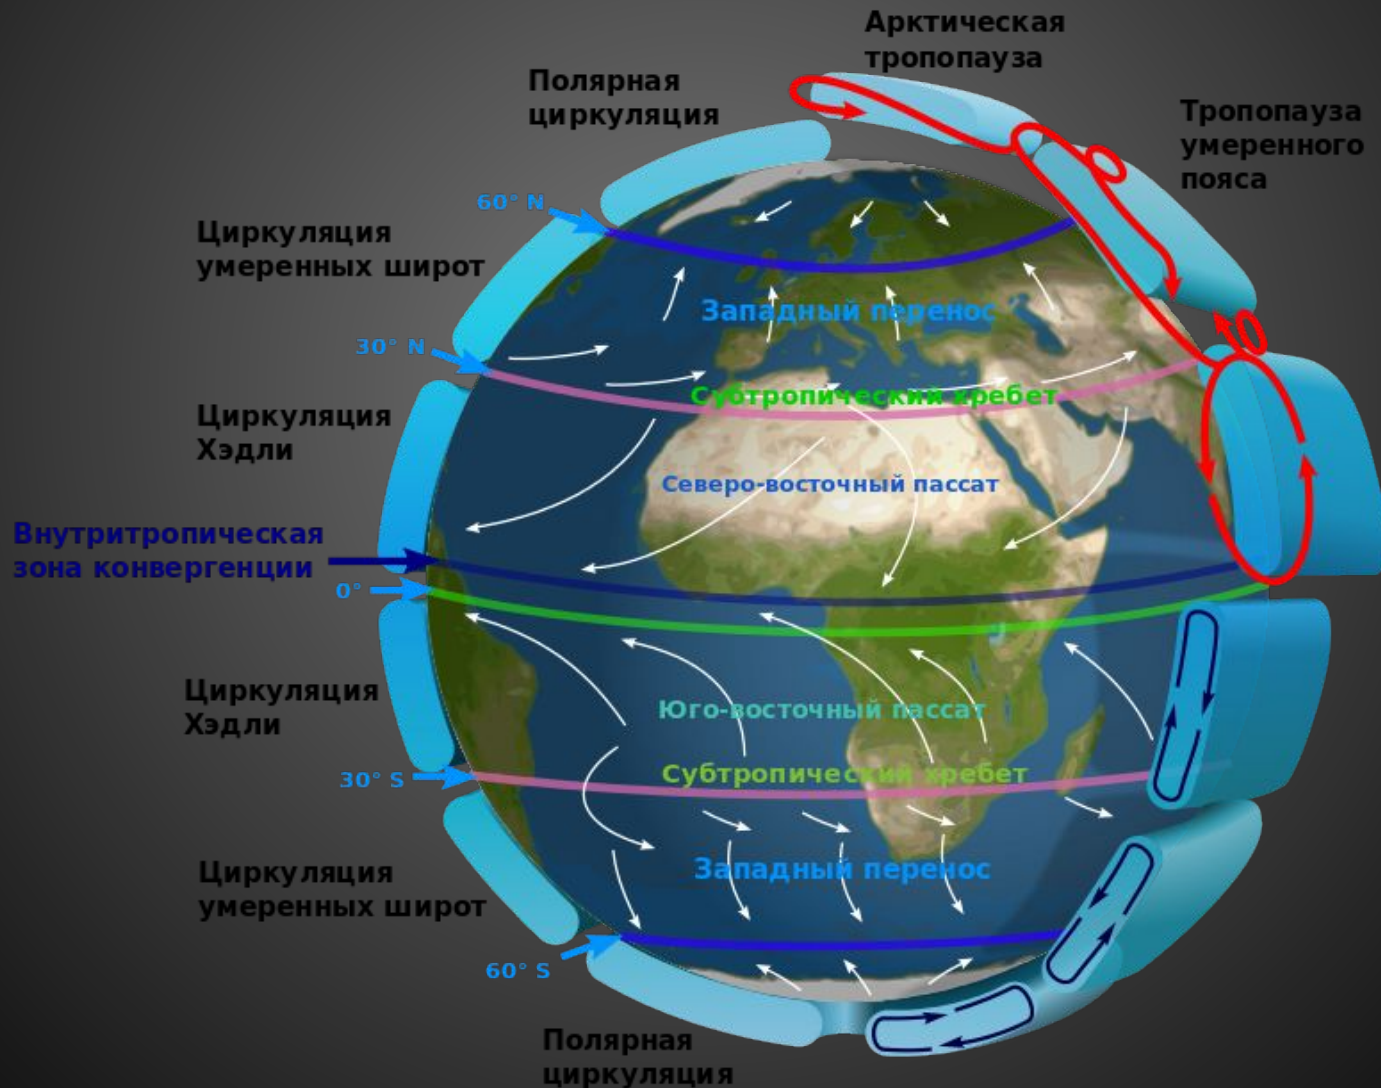 Арктическая
тропопауза
Полярная
циркуляция
Тропопауза
умеренного
пояса
60° N
Циркуляция
умеренных широт
Западный перенос
30° N
Субтропический хребет
Циркуляция
Хэдли
Северо-восточный пассат
Внутритропическая
зона конвергенции
0°
Циркуляция
Хэдли
Юго-восточный пассат
30° S
Субтропический хребет
Циркуляция
умеренных широт
Западный перенос
60° S
Полярная
циркуляция